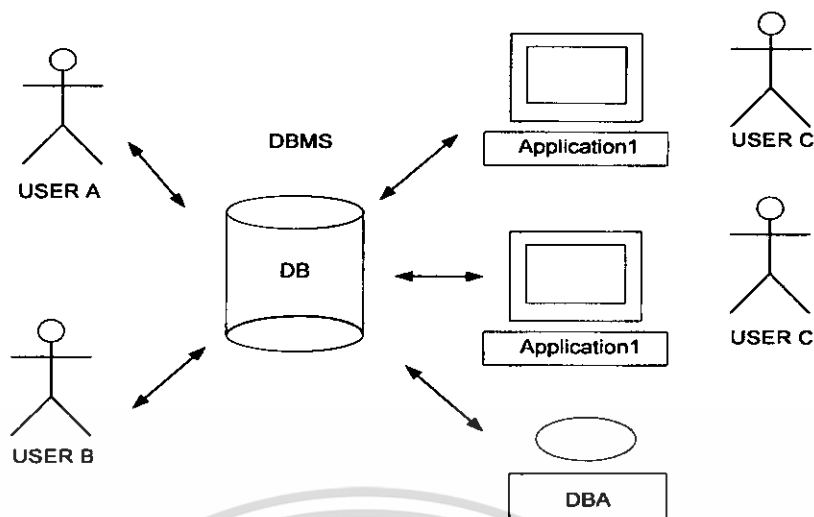 Application1
USER C
DBMS
USER A
DB
Application1
USER C
USER B
DBA